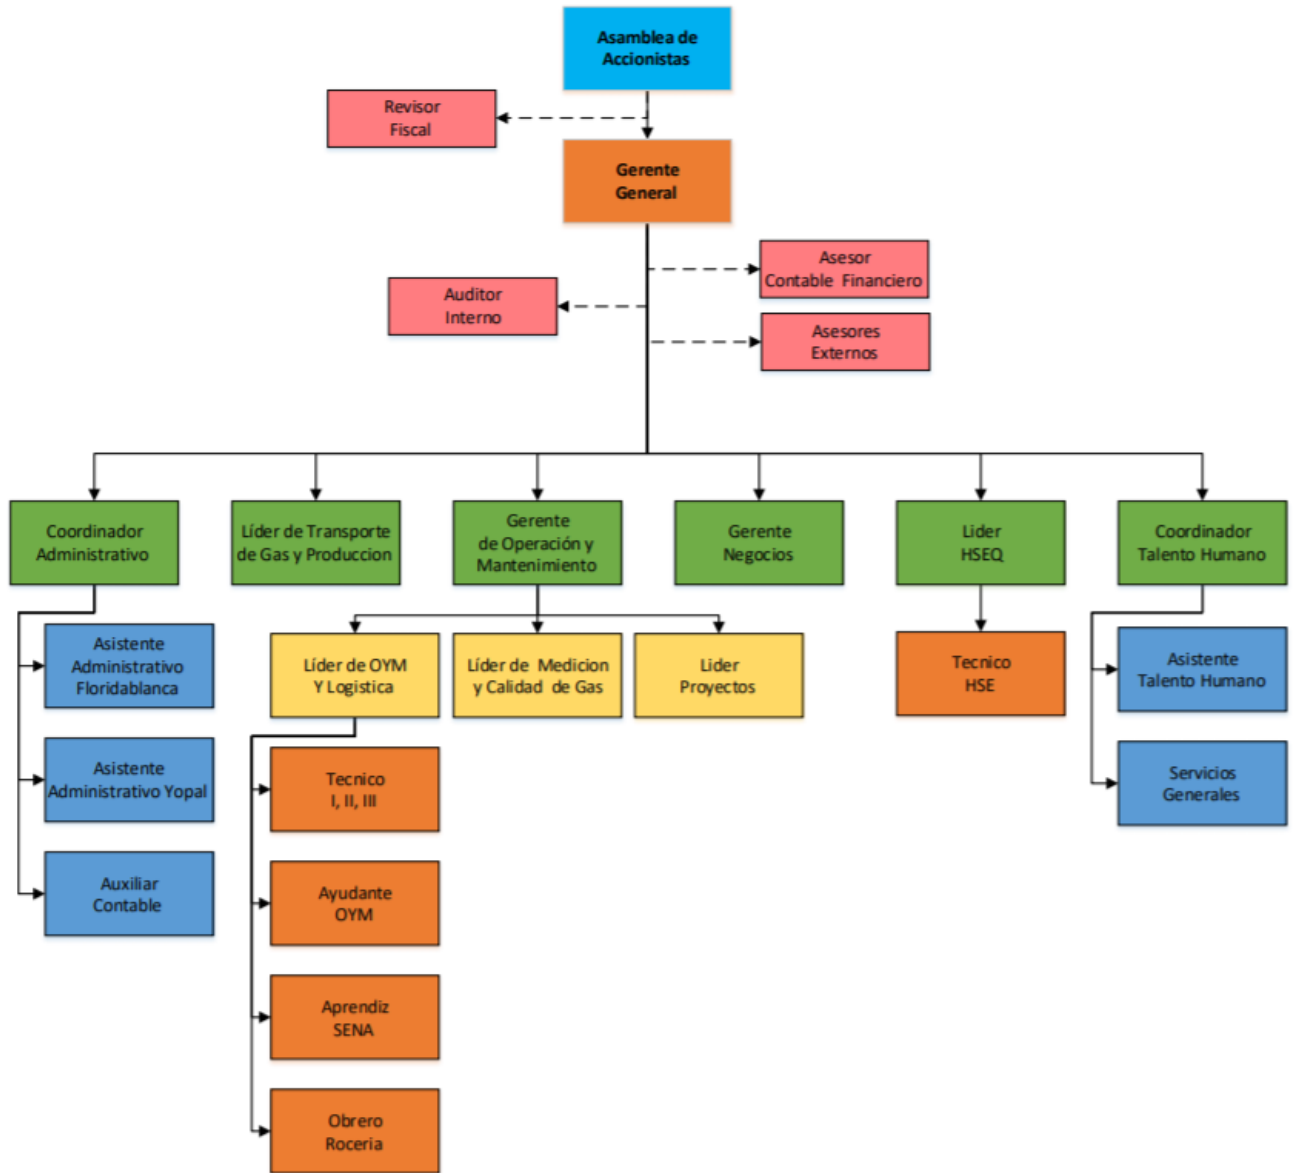 Asamblea de
Accionistas
Revisor
Fiscal
Gerente
General
Asesor
Contable Financiero
Auditor
Interno
Asesores
Externos
Coordinador
Administrativo
Líder de Transporte
de Gas y Produccion
Gerente
de Operación y
Mantenimiento
Gerente
Negocios
Lider
HSEQ
Coordinador
Talento Humano
Asistente
Administrativo
Floridablanca
Asistente
Administrativo Yopal
Auxiliar
Contable
Líder de OYM
Y Logistica
Líder de Medicion
y Calidad de Gas
Lider
Proyectos
Tecnico
I, II, III
Ayudante
OYM
Aprendiz
SENA
Obrero
Roceria
Tecnico
HSE
Asistente
Talento Humano
Servicios
Generales